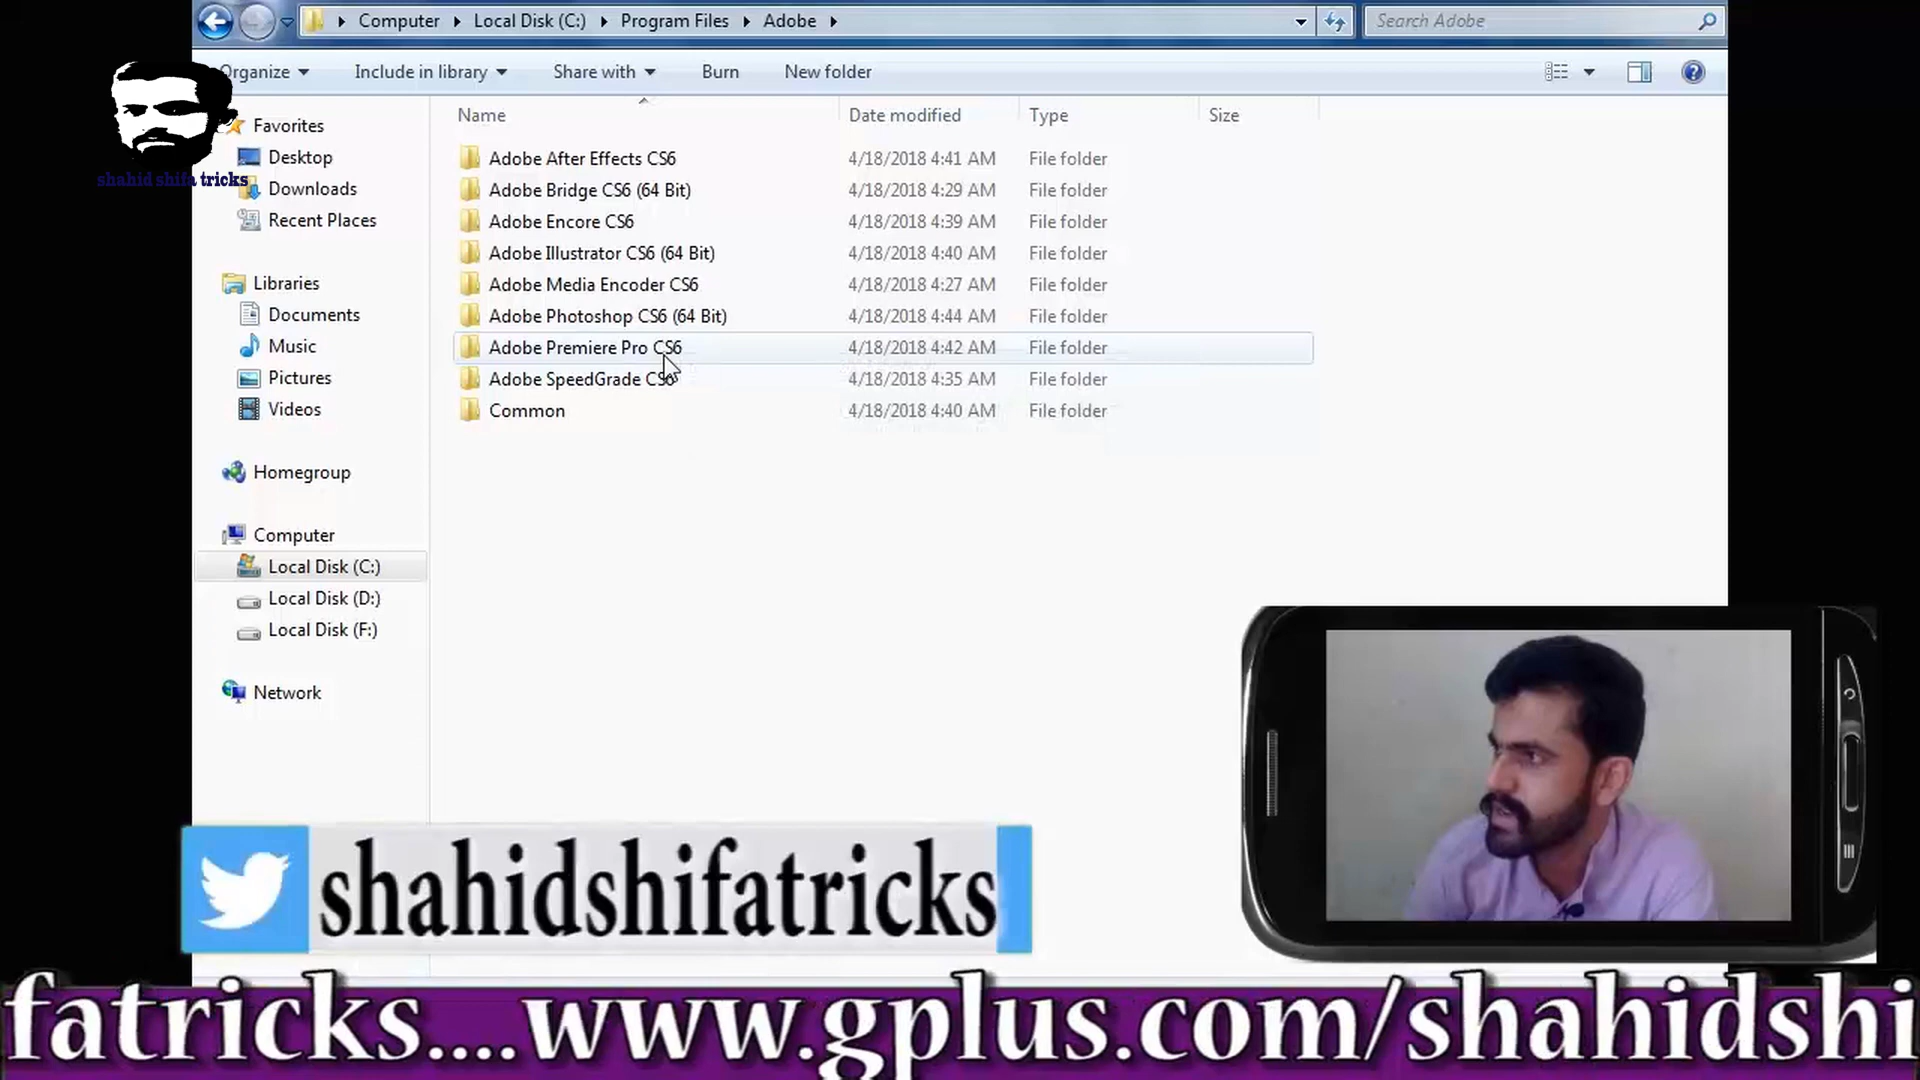 Computer Local Disk (C:) Program Files Adobe
Search Adobe
Organize Include in library Share with Burn New folder
Name Date modified Type Size
Favorites
Desktop
Downloads
Recent Places
Libraries
Documents
Music
Pictures
Videos
Homegroup
Computer
Local Disk (C:)
Local Disk (D:)
Local Disk (F:)
Network
Adobe After Effects CS6 4/18/2018 4:41 AM File folder
Adobe Bridge CS6 (64 Bit) 4/18/2018 4:29 AM File folder
Adobe Encore CS6 4/18/2018 4:39 AM File folder
Adobe Illustrator CS6 (64 Bit) 4/18/2018 4:40 AM File folder
Adobe Media Encoder CS6 4/18/2018 4:27 AM File folder
Adobe Photoshop CS6 (64 Bit) 4/18/2018 4:44 AM File folder
Adobe Premiere Pro CS6 4/18/2018 4:42 AM File folder
Adobe SpeedGrade CS6 4/18/2018 4:35 AM File folder
Common 4/18/2018 4:40 AM File folder
shahid shifa tricks
shahidshifatricks
fatricks....www.gplus.com/shahidshi